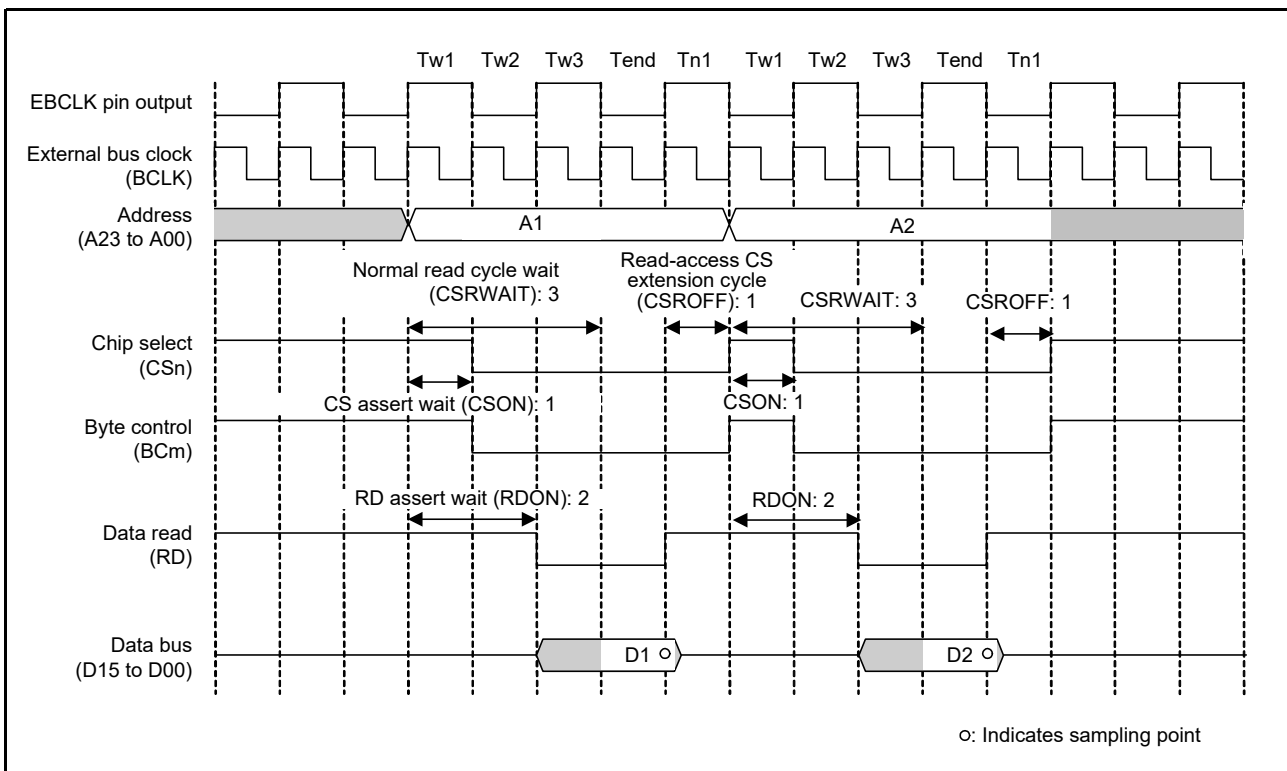 Tw1 Tw2 Tw3 Tend Tn1 Tw1 Tw2 Tw3 Tend Tn1
EBCLK pin output
External bus clock
(BCLK)
Address
(A23 to A00)
A1
A2
Normal read cycle wait
(CSRWAIT): 3
Read-access CS
extension cycle
(CSROFF): 1
CSRWAIT: 3
CSROFF: 1
Chip select
(CSn)
CS assert wait (CSON): 1
CSON: 1
Byte control
(BCm)
RD assert wait (RDON): 2
RDON: 2
Data read
(RD)
Data bus
(D15 to D00)
D1
D2
o: Indicates sampling point